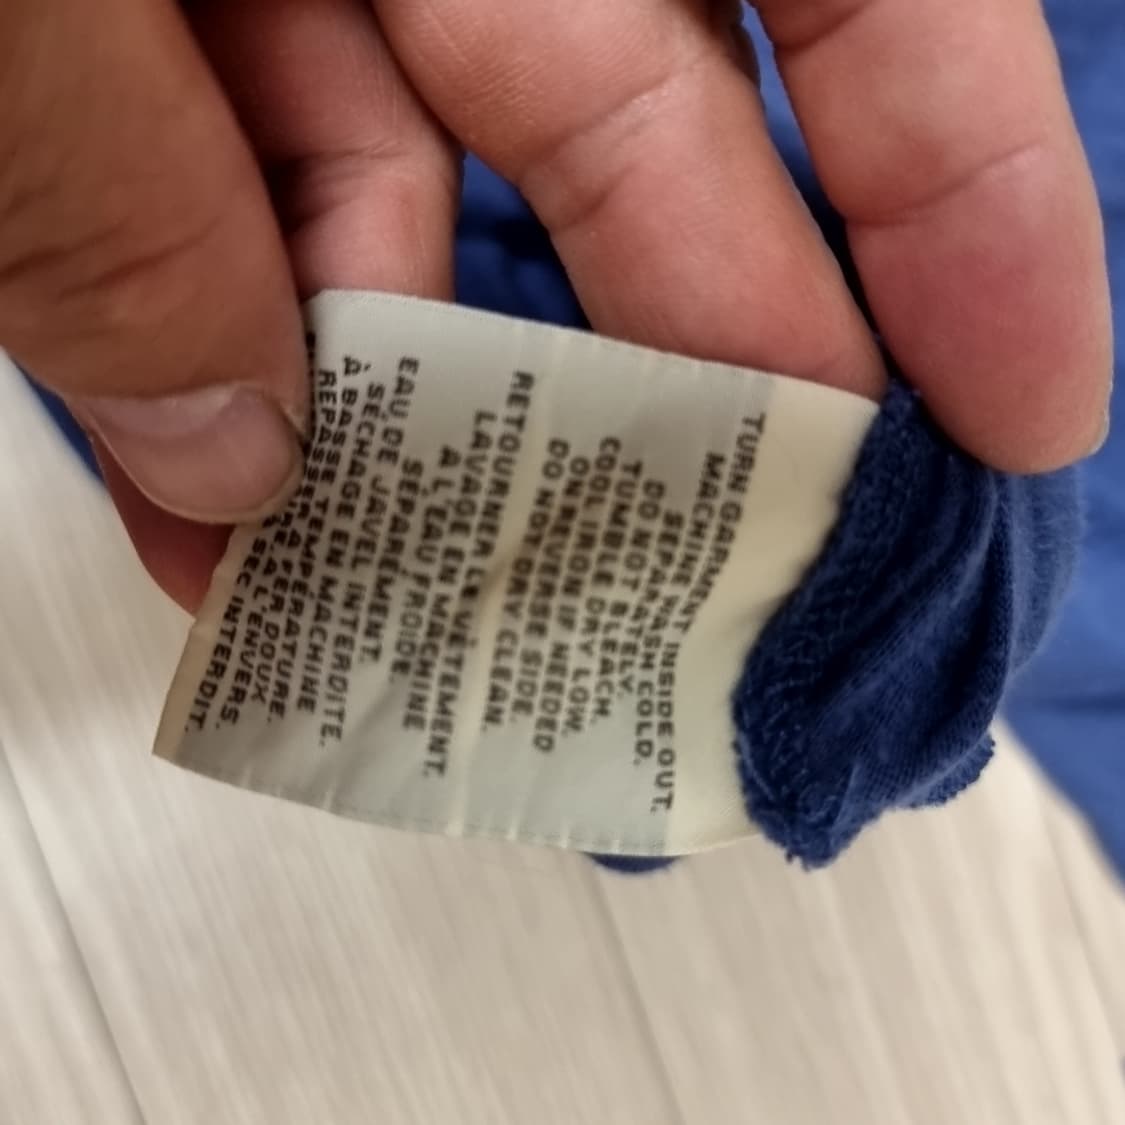 TURN GARMENT INSIDE OUT.
MACHINE WASH COLD.
SEPARATELY.
DO NOT BLEACH.
TUMBLE DRY LOW.
COOL IRON IF NEEDED
ON REVERSE SIDE.
DO NOT DRY CLEAN.
RETOURNER LE VÊTEMENT.
LAVAGE EN MACHINE
À L'EAU FROIDE.
SÉPARÉMENT.
EAU DE JAVEL INTERDITE.
SÉCHAGE EN MACHINE
À BASSE TEMPÉRATURE.
REPASSER À FER DOUX
À L'ENVERS.
SEC INTERDIT.